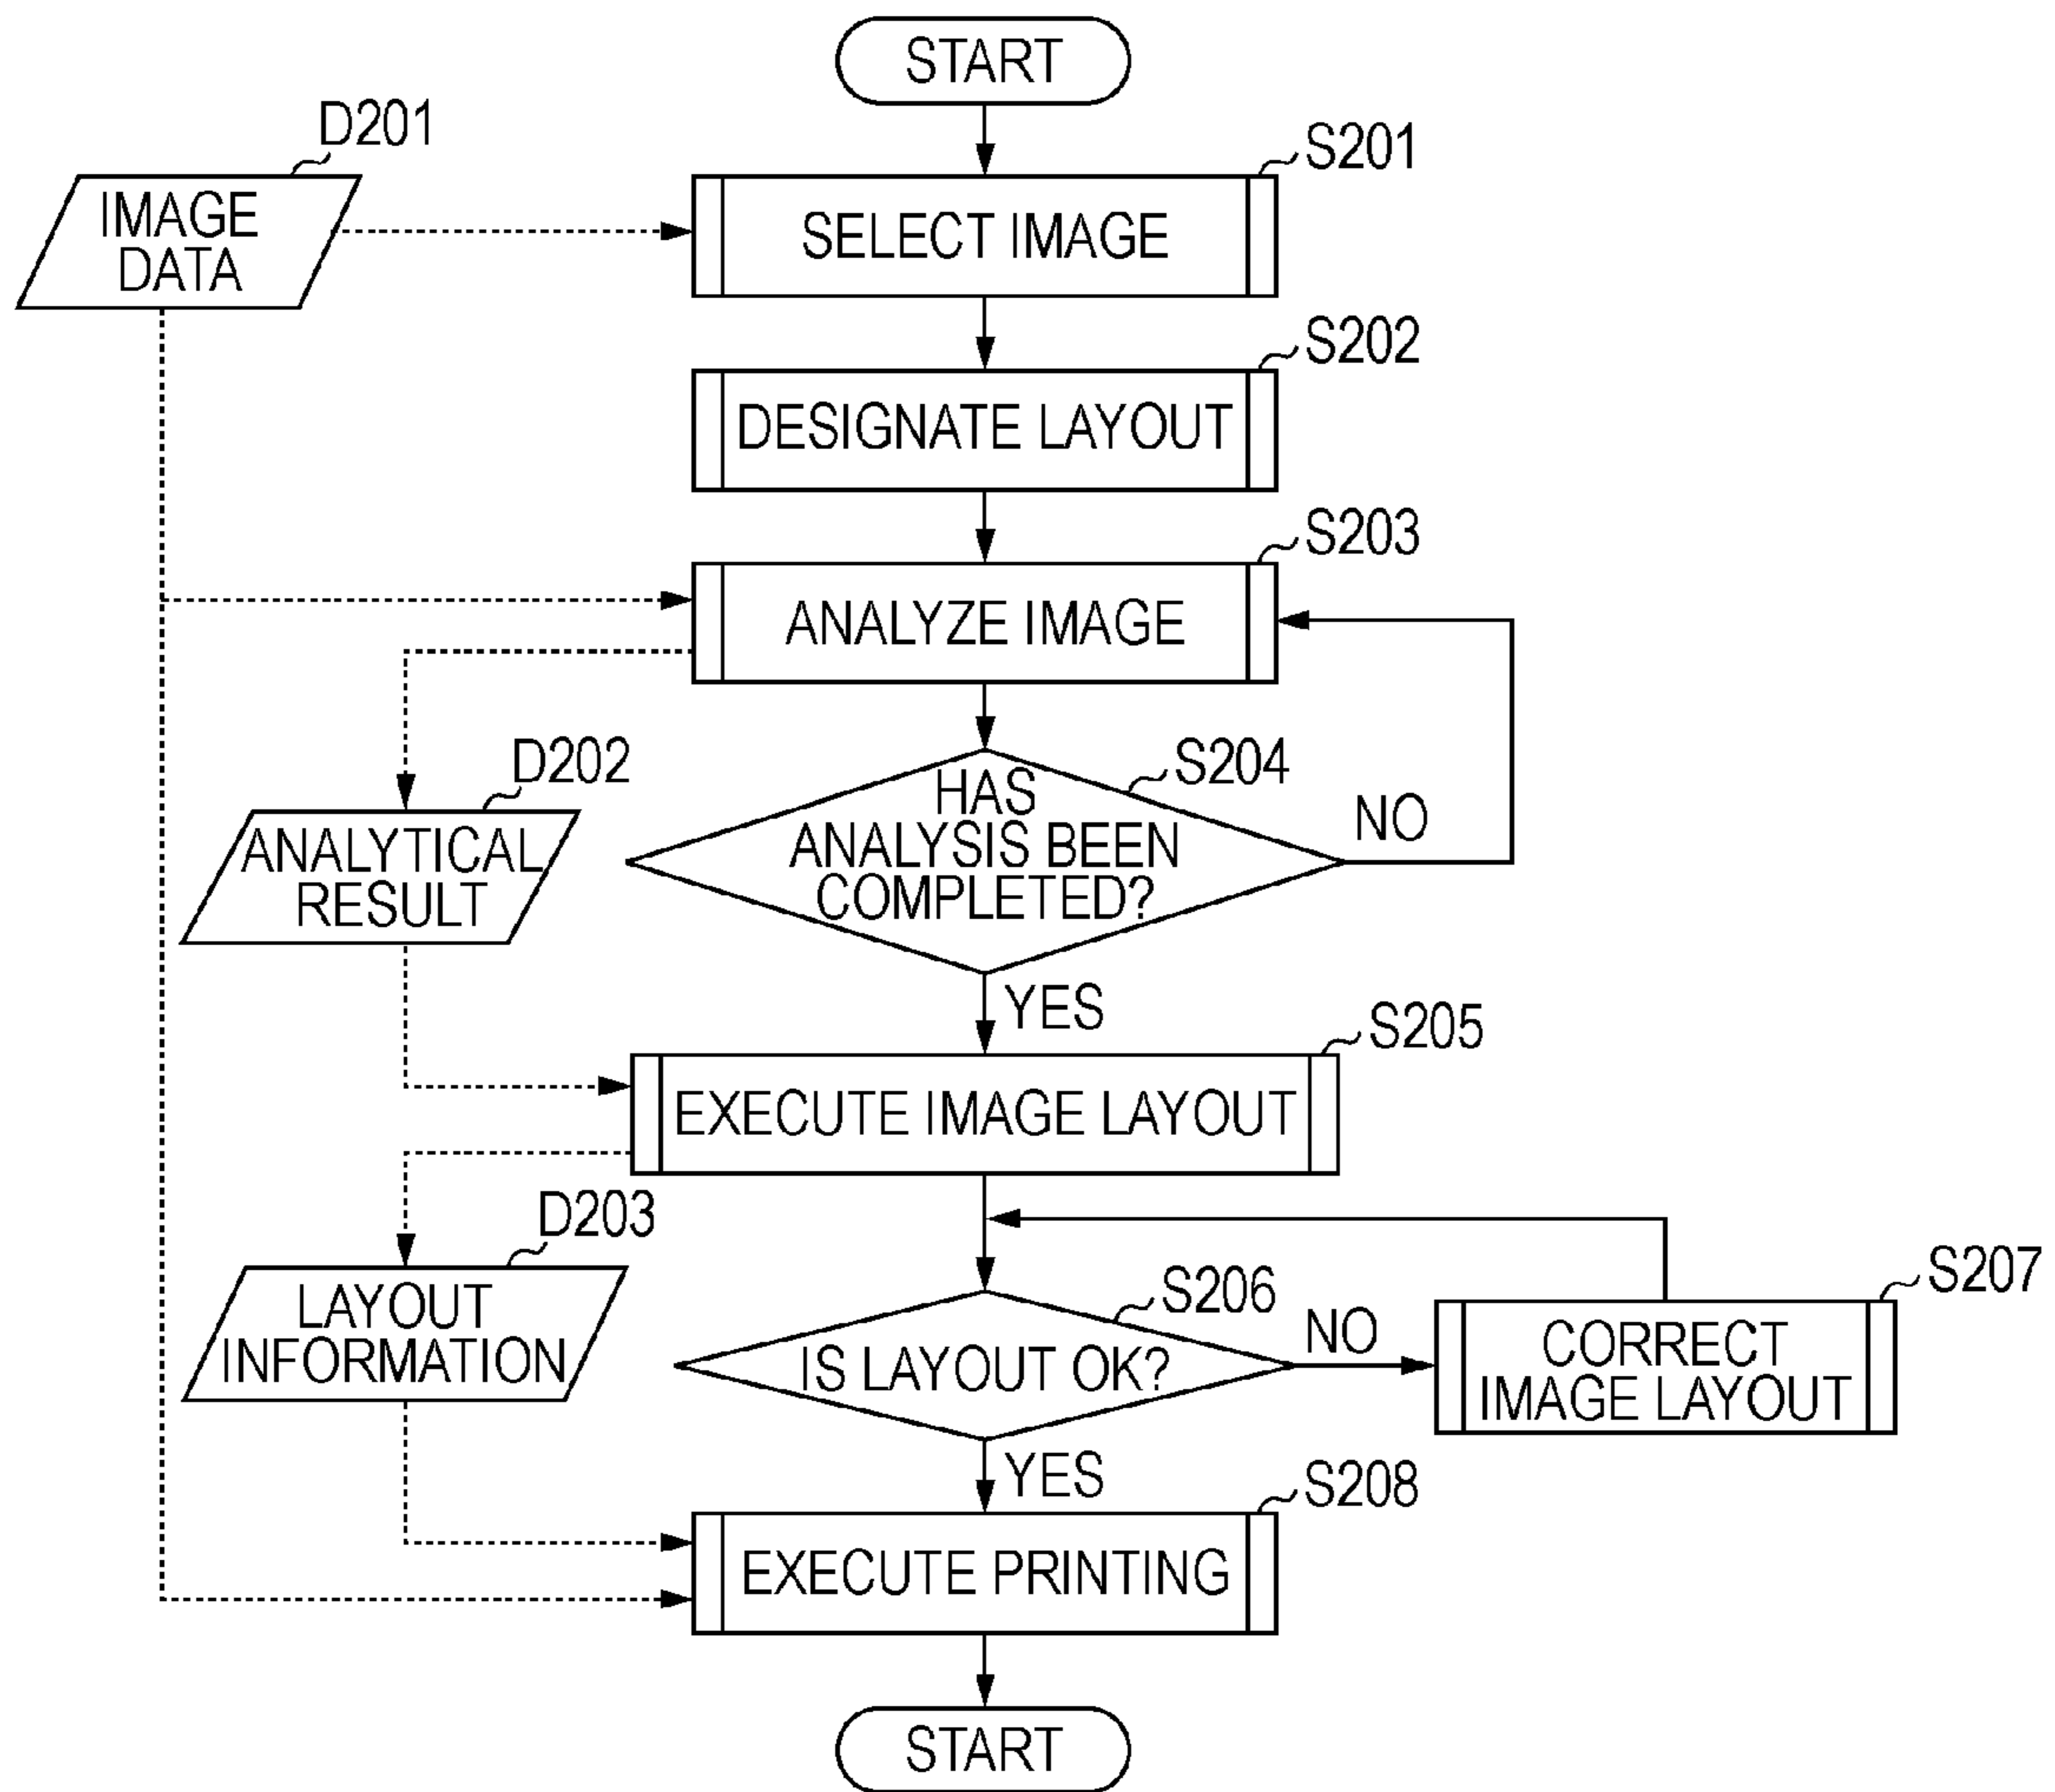 START
D201
S201
IMAGE
DATA
SELECT IMAGE
S202
DESIGNATE LAYOUT
S203
ANALYZE IMAGE
D202
S204
HAS
ANALYSIS BEEN
COMPLETED?
NO
ANALYTICAL
RESULT
YES
S205
EXECUTE IMAGE LAYOUT
D203
S206
S207
LAYOUT
INFORMATION
IS LAYOUT OK?
NO
CORRECT
IMAGE LAYOUT
YES
S208
EXECUTE PRINTING
START